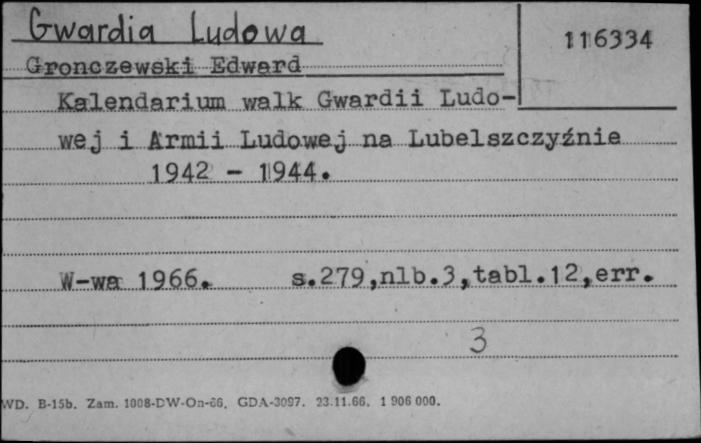 Gwardia Ludowa
116334
Gronczewski Edward
Kalendarium walk Gwardii Ludo-
wej i Armii Ludowej na Lubelszczyźnie
1942 - 1944.
W-wa 1966. s.279,nlb.3,tabl.12,err.
3
WD. B-15b. Zam. 1008-DW-On-66. GDA-3097. 23.11.66. 1 906 000.